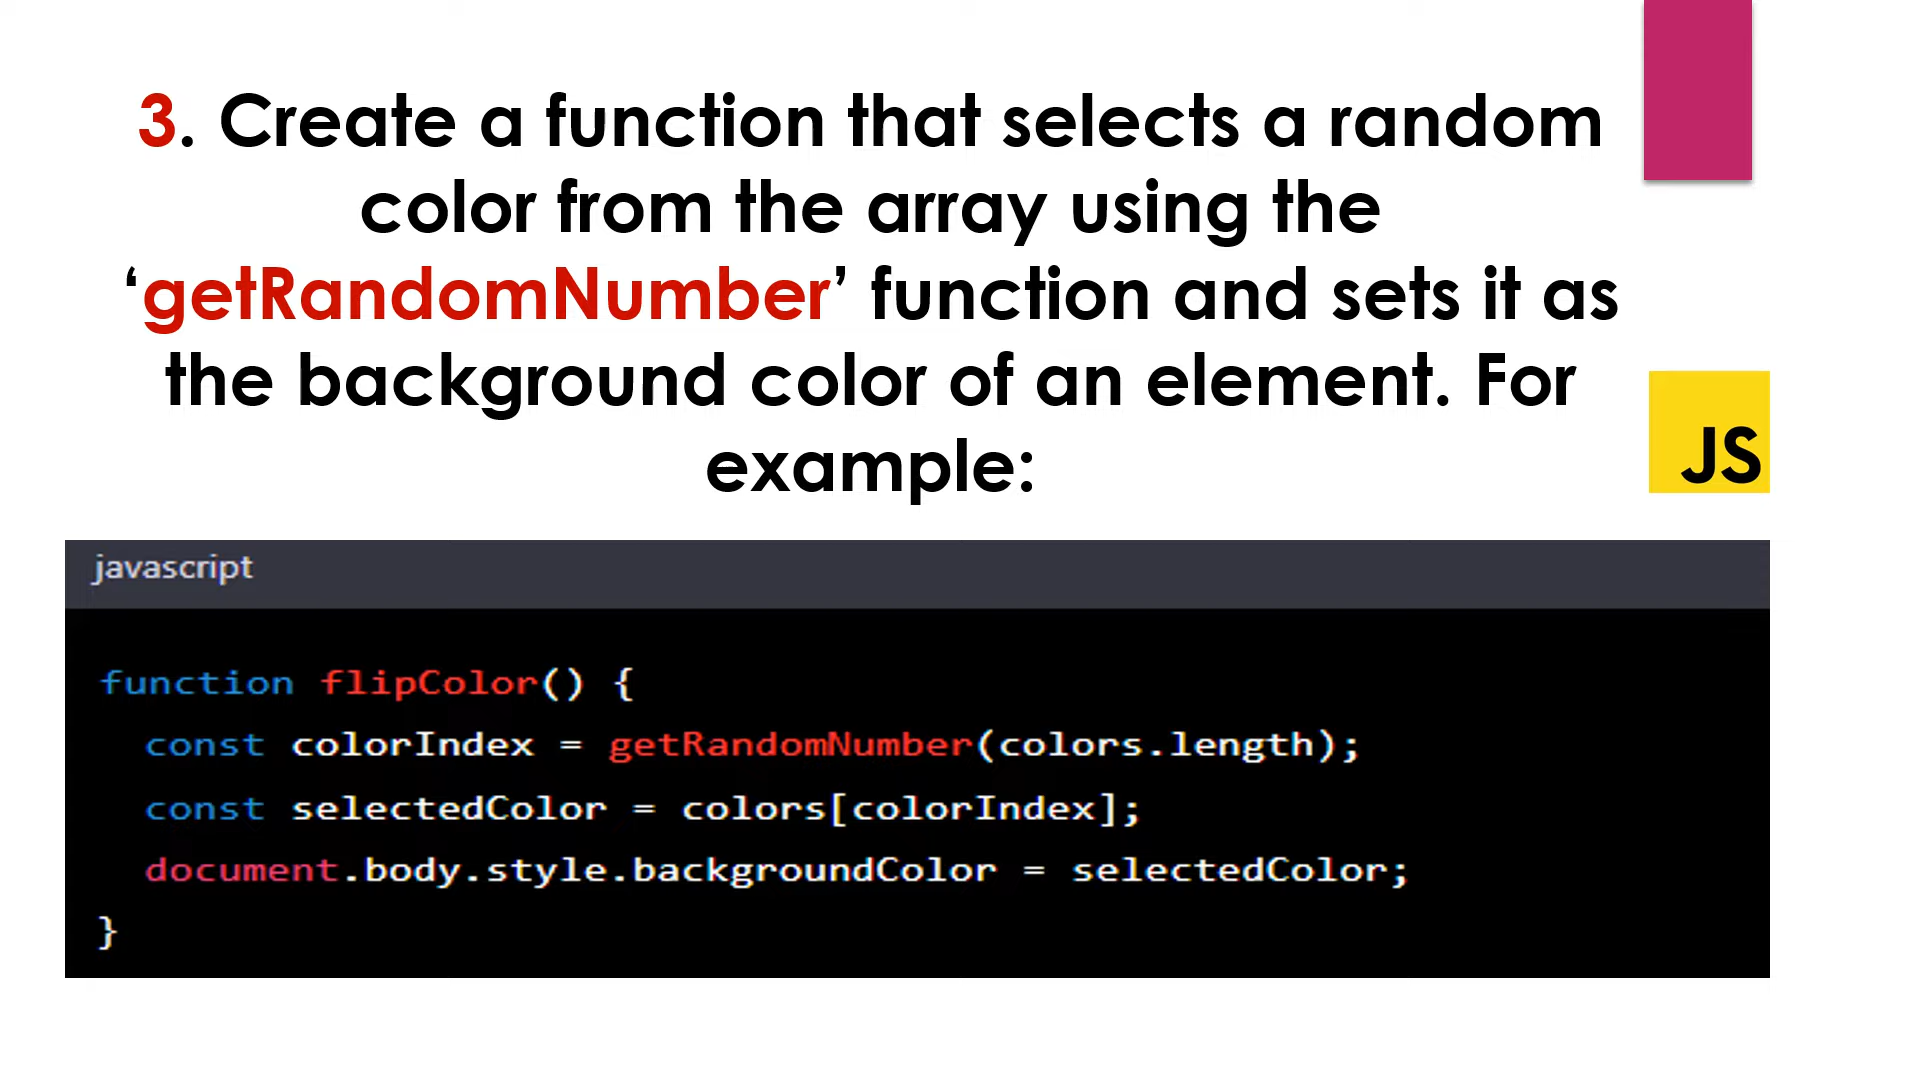 3. Create a function that selects a random
color from the array using the
‘getRandomNumber’ function and sets it as
the background color of an element. For
example:
JS
javascript
function flipColor() {
  const colorIndex = getRandomNumber(colors.length);
  const selectedColor = colors[colorIndex];
  document.body.style.backgroundColor = selectedColor;
}